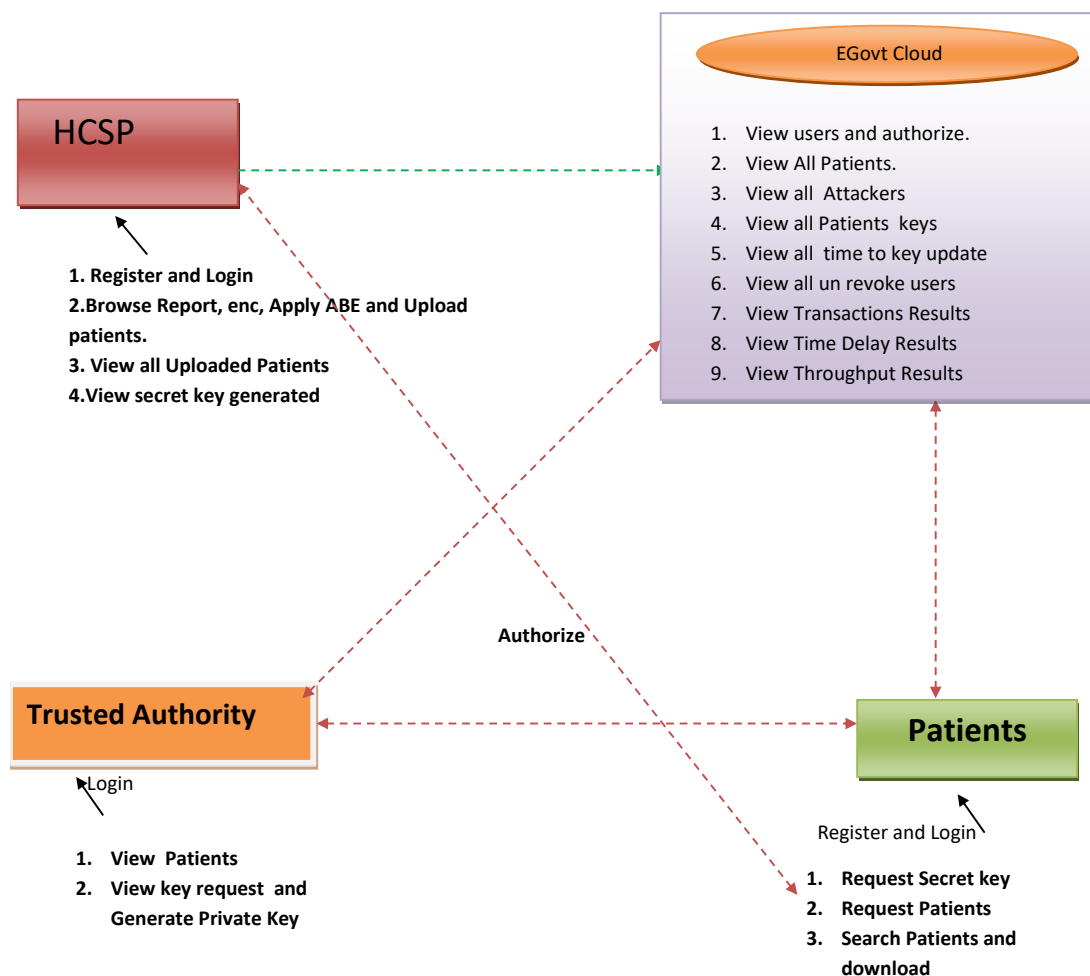 EGovt Cloud
1. View users and authorize.
2. View All Patients.
3. View all Attackers
4. View all Patients keys
5. View all time to key update
6. View all un revoke users
7. View Transactions Results
8. View Time Delay Results
9. View Throughput Results
HCSP
1. Register and Login
2.Browse Report, enc, Apply ABE and Upload
patients.
3. View all Uploaded Patients
4.View secret key generated
Authorize
Trusted Authority
Login
1. View Patients
2. View key request and
Generate Private Key
Patients
Register and Login
1. Request Secret key
2. Request Patients
3. Search Patients and
download